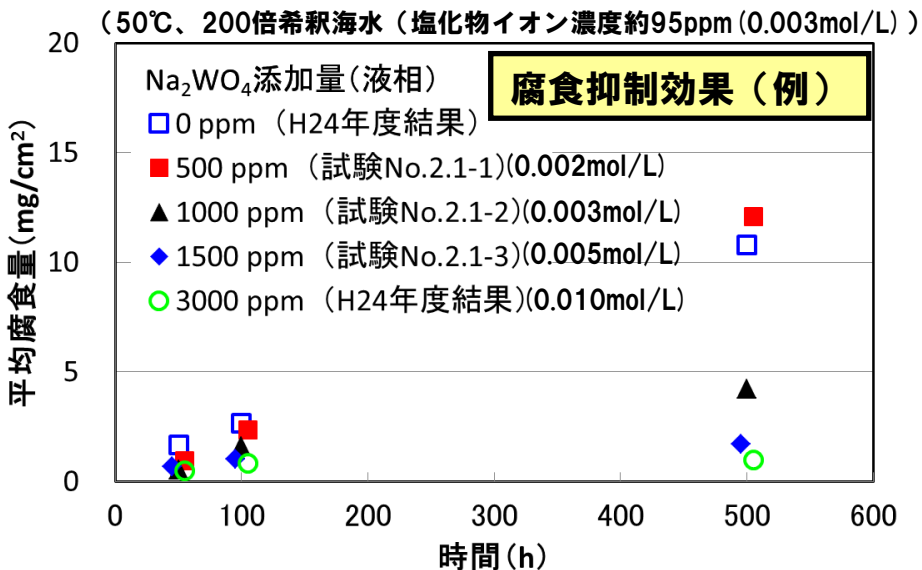 (50℃、200倍希釈海水(塩化物イオン濃度約95ppm(0.003mol/L))
腐食抑制効果(例)
Na₂WO₄添加量(液相)
0 ppm (H24年度結果)
500 ppm (試験No.2.1-1)(0.002mol/L)
1000 ppm (試験No.2.1-2)(0.003mol/L)
1500 ppm (試験No.2.1-3)(0.005mol/L)
3000 ppm (H24年度結果)(0.010mol/L)
平均腐食量(mg/cm²)
20
15
10
5
0
0 100 200 300 400 500 600
時間(h)